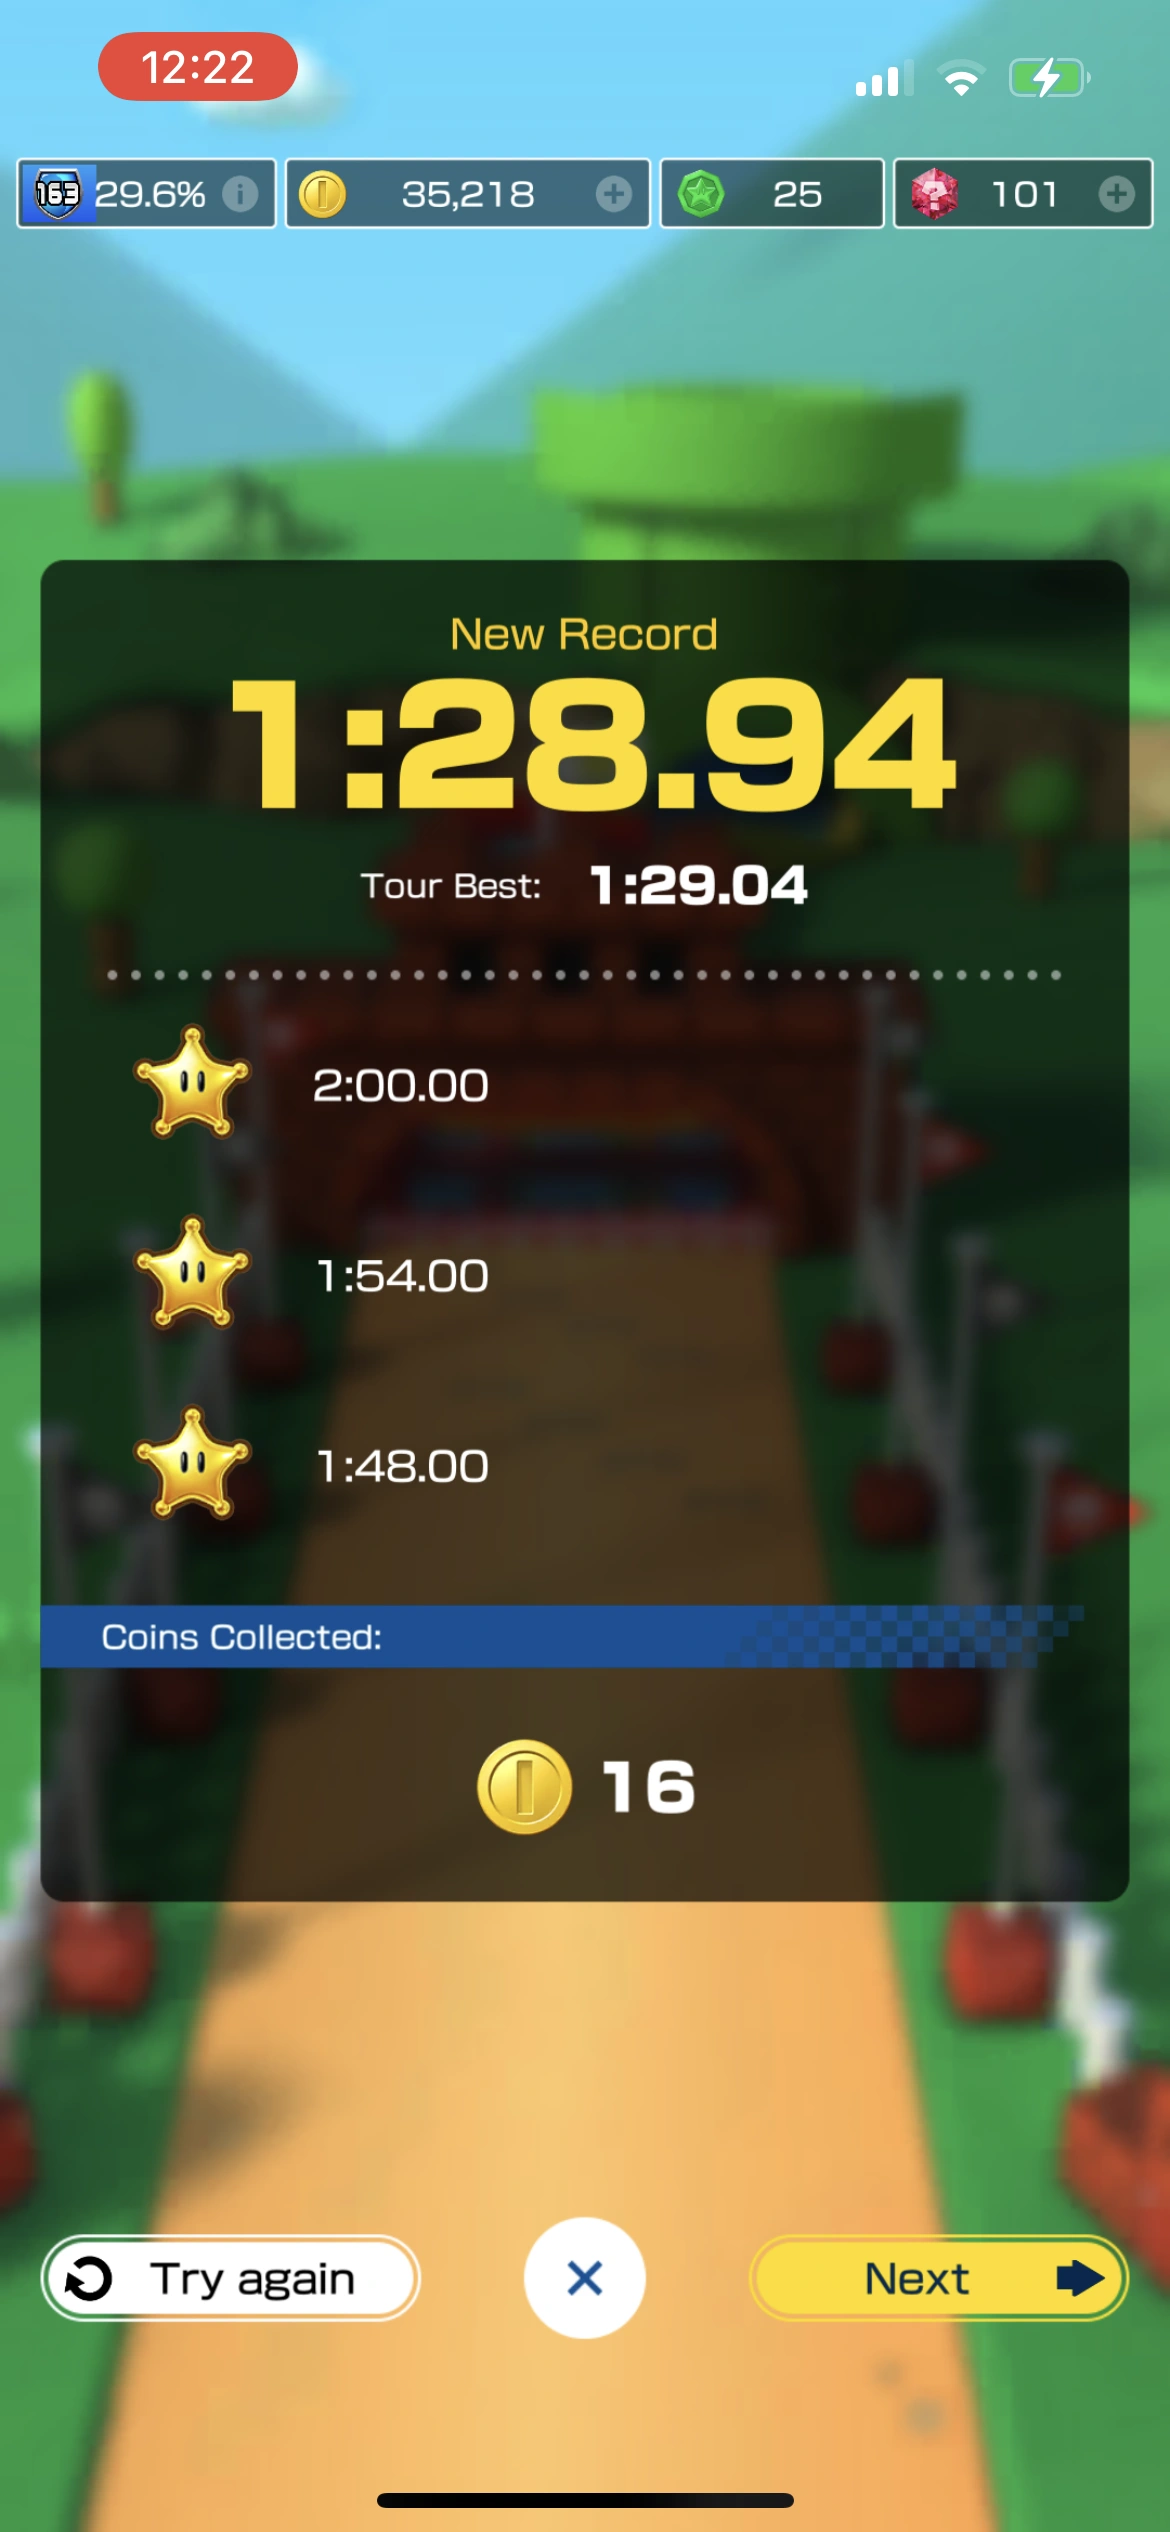 12:22
163 29.6% i 35,218 25 101
New Record
1:28.94
Tour Best: 1:29.04
2:00.00
1:54.00
1:48.00
Coins Collected:
16
Try again
Next